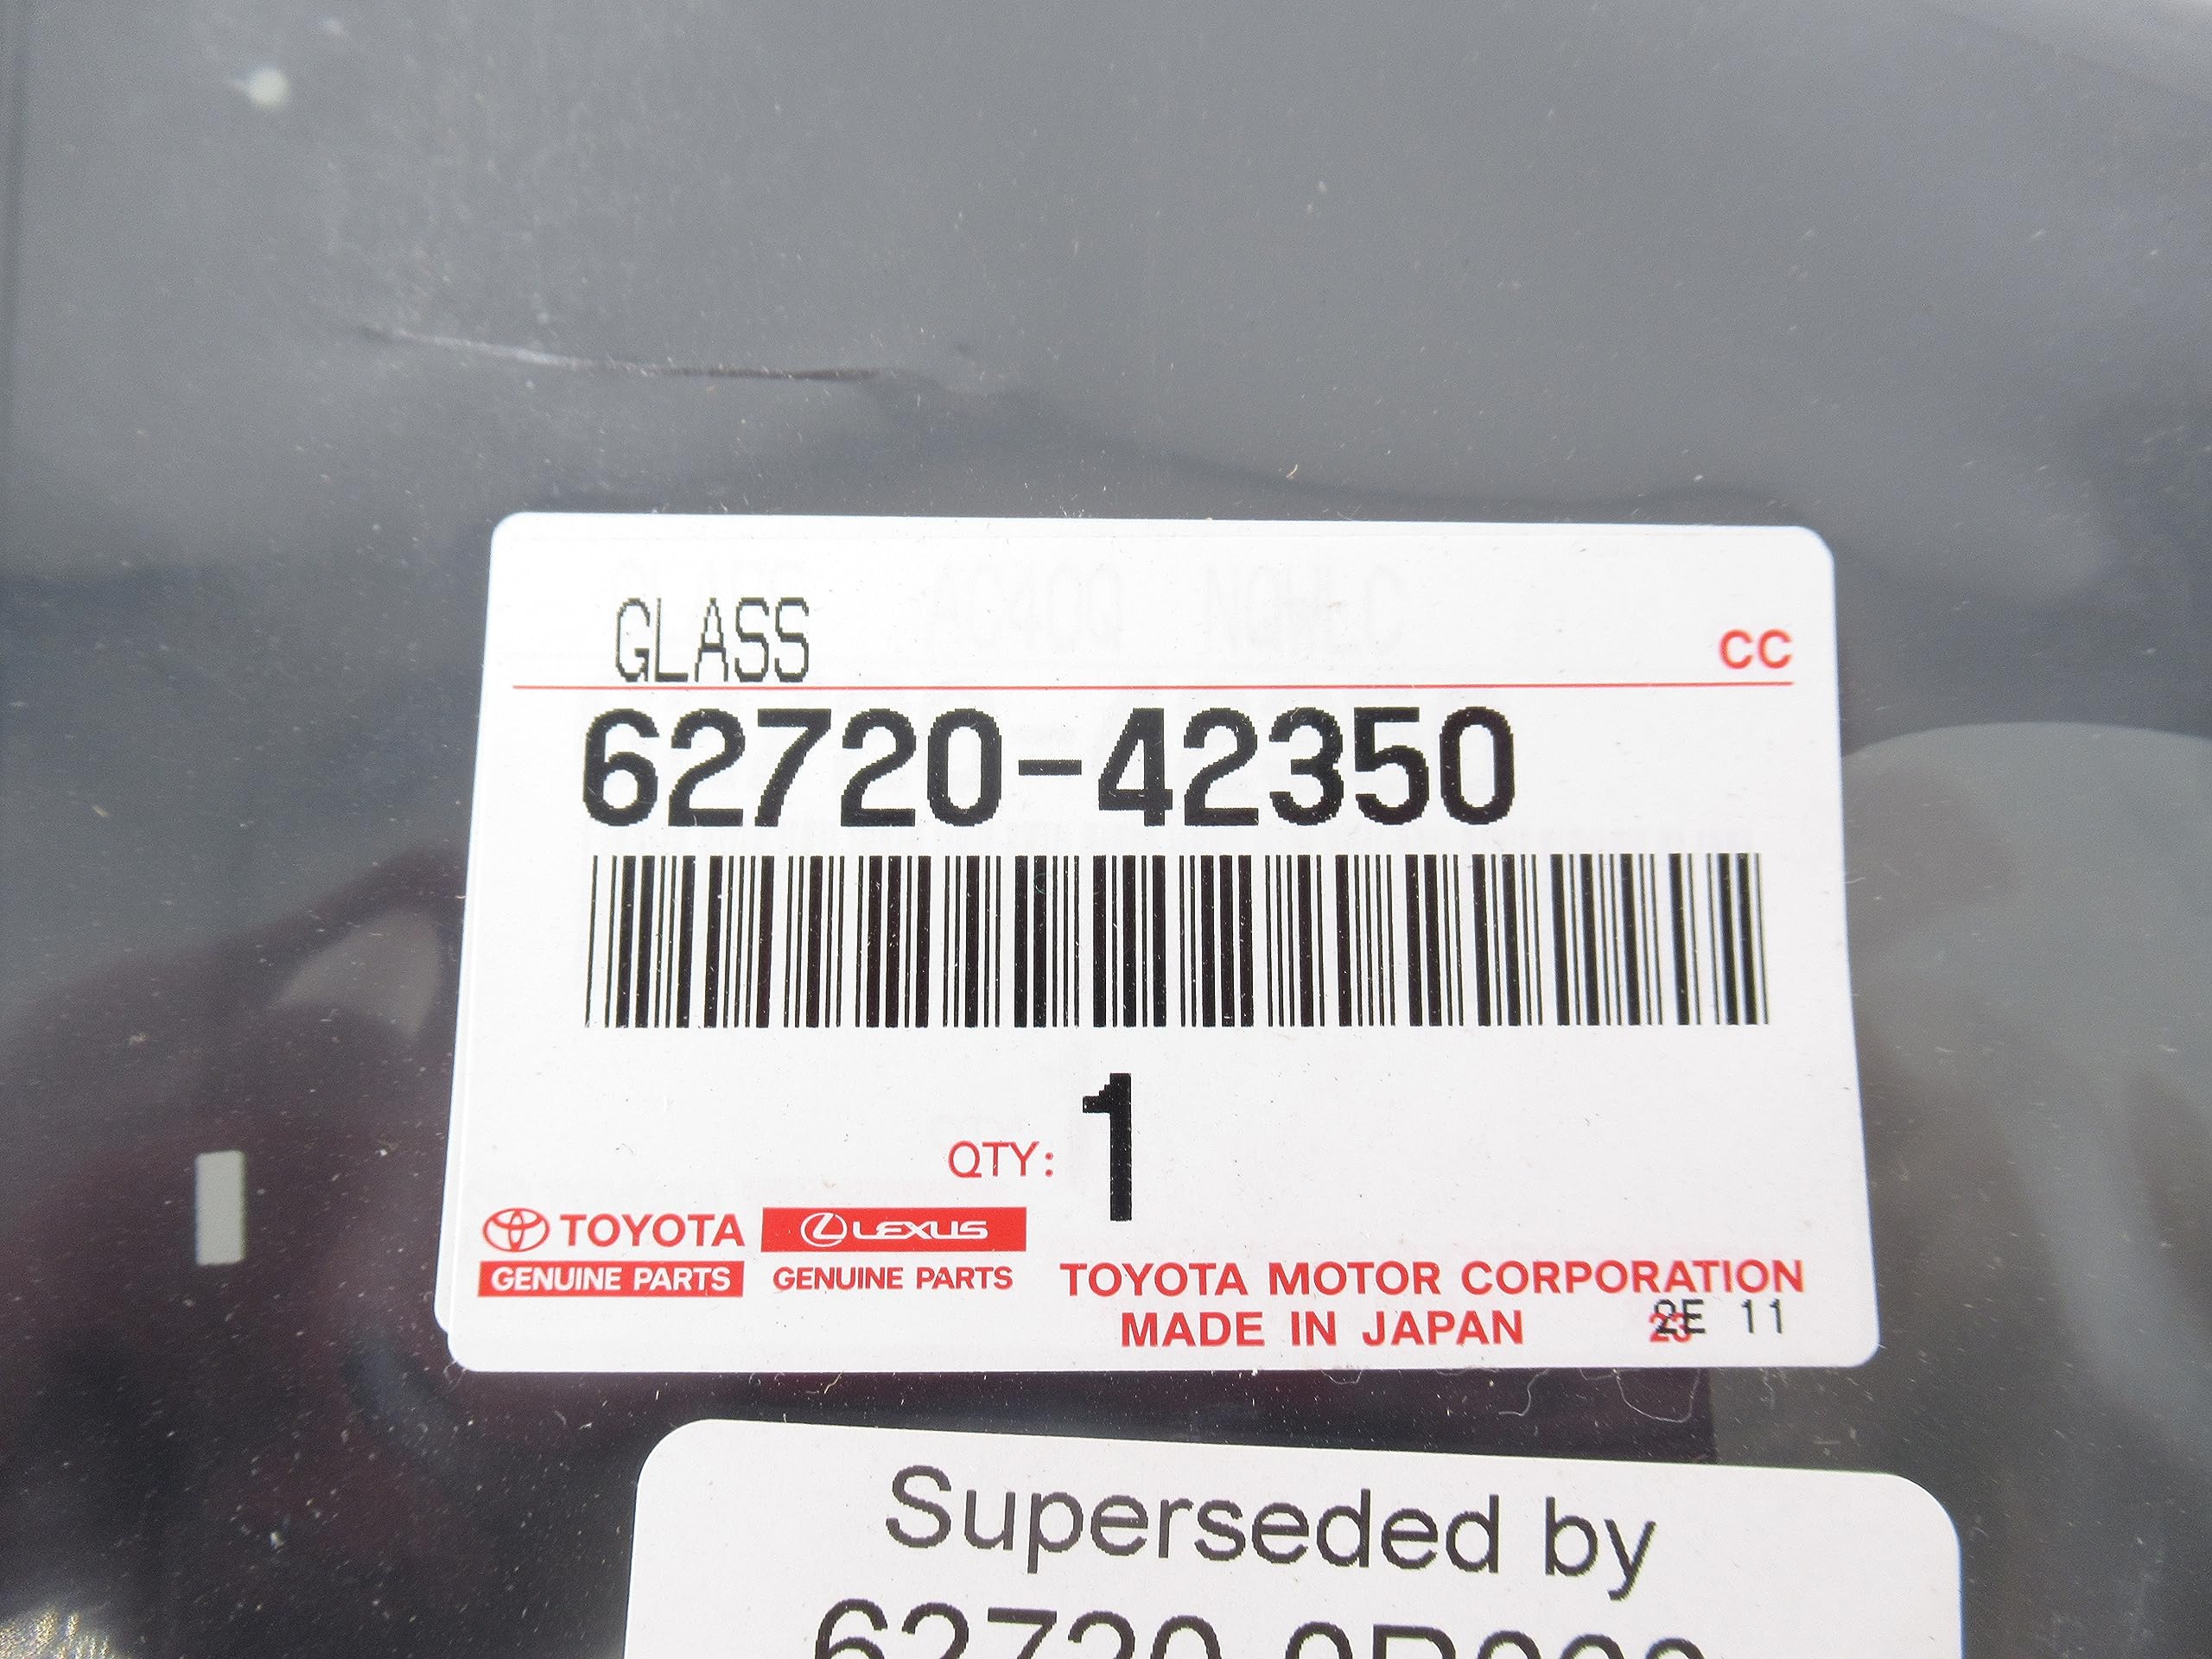 GLASS
CC
62720-42350
QTY: 1
TOYOTA LEXUS
GENUINE PARTS GENUINE PARTS
TOYOTA MOTOR CORPORATION
MADE IN JAPAN 11
Superseded by